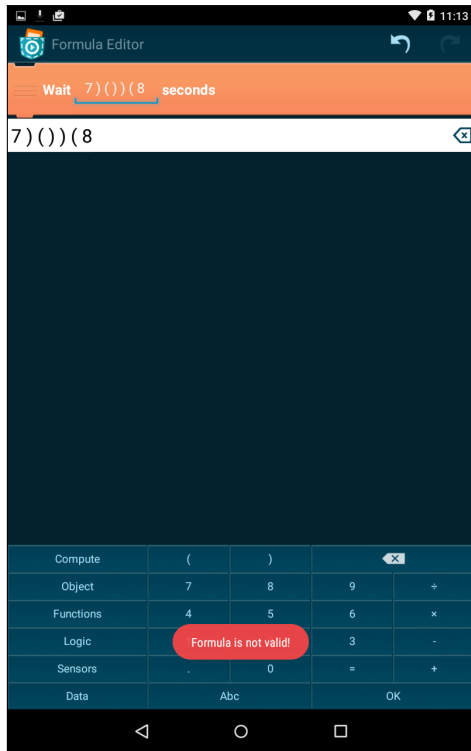 11:13
Formula Editor
Wait 7)())(8 seconds
7)())(8
Compute ( )
Object 7 8 9 ÷
Functions 4 5 6 ×
Logic Formula is not valid! 3 -
Sensors . 0 = +
Data Abc OK